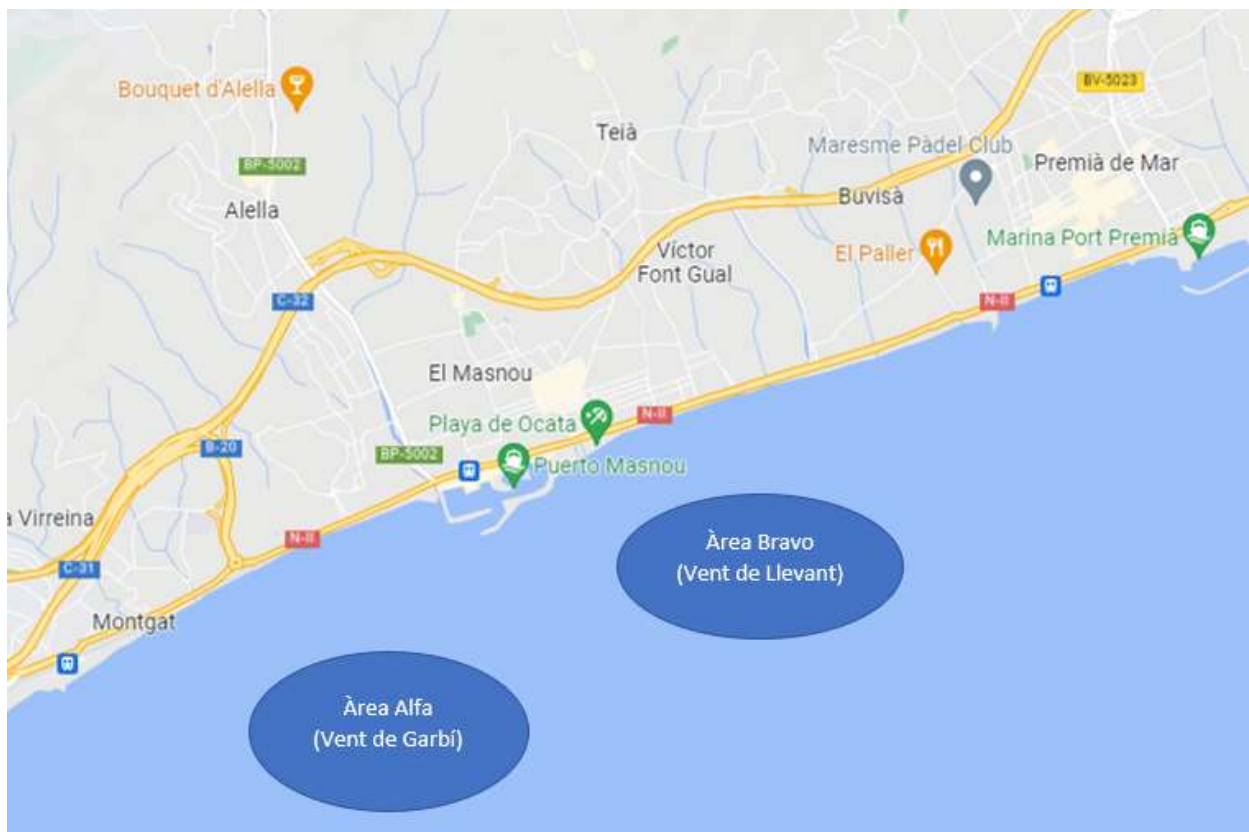 Bouquet d'Alella
BV-5023
Teià
Maresme Pàdel Club
Premià de Mar
BP-5002
Alella
Buvisà
Víctor
Font Gual
El Paller
Marina Port Premià
C-32
N-II
El Masnou
Playa de Ocata
N-II
B-20
BP-5002
Puerto Masnou
a Virreina
N-II
Àrea Bravo
(Vent de Llevant)
C-31
Montgat
Àrea Alfa
(Vent de Garbí)